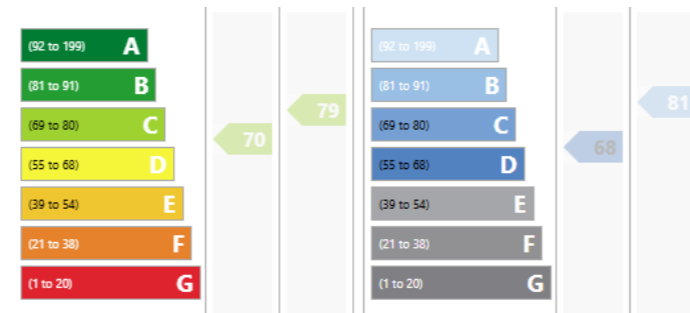 (92 to 199) A
(81 to 91) B
(69 to 80) C
(55 to 68) D
(39 to 54) E
(21 to 38) F
(1 to 20) G
70
79
(92 to 199) A
(81 to 91) B
(69 to 80) C
(55 to 68) D
(39 to 54) E
(21 to 38) F
(1 to 20) G
68
81